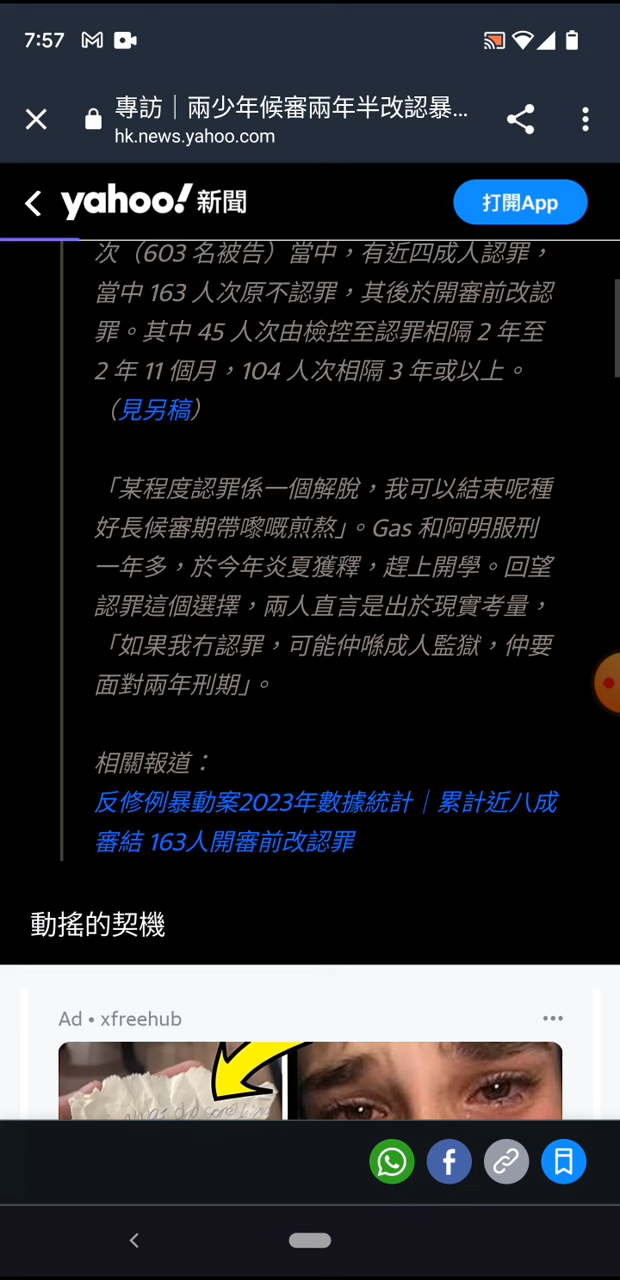 7:57
專訪｜兩少年候審兩年半改認暴...
hk.news.yahoo.com
yahoo!新聞
打開App
次（603 名被告）當中，有近四成人認罪，
當中 163 人次原不認罪，其後於開審前改認
罪。其中 45 人次由檢控至認罪相隔 2 年至
2 年 11 個月，104 人次相隔 3 年或以上。
（見另稿）
「某程度認罪係一個解脫，我可以結束呢種
好長候審期帶嚟嘅煎熬」。Gas 和阿明服刑
一年多，於今年炎夏獲釋，趕上開學。回望
認罪這個選擇，兩人直言是出於現實考量，
「如果我冇認罪，可能仲喺成人監獄，仲要
面對兩年刑期」。
相關報道：
反修例暴動案2023年數據統計｜累計近八成
審結 163人開審前改認罪
動搖的契機
Ad • xfreehub